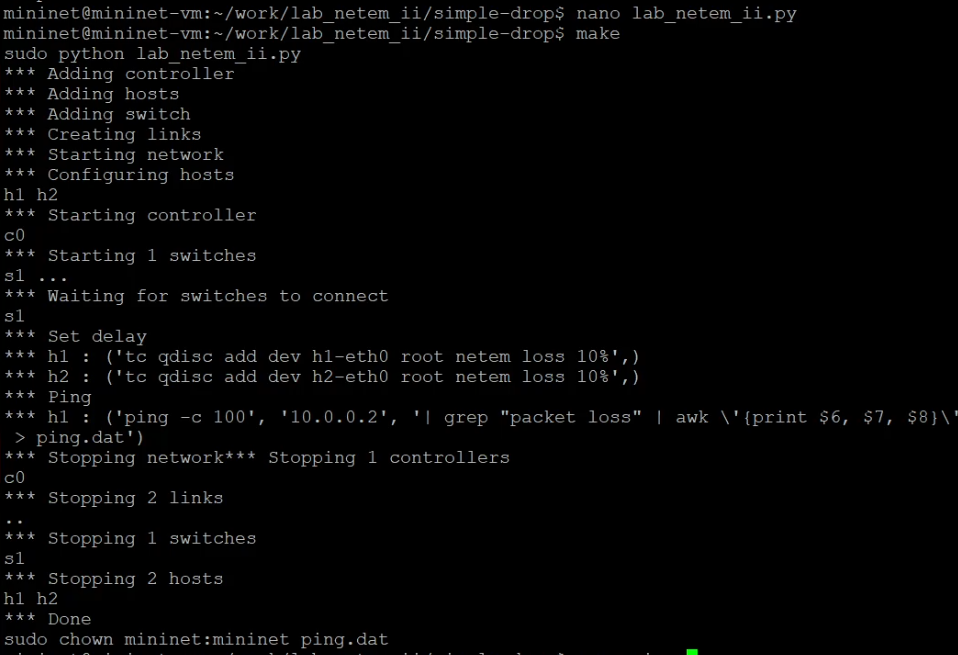 mininet@mininet-vm:~/work/lab_netem_ii/simple-drop$ nano lab_netem_ii.py
mininet@mininet-vm:~/work/lab_netem_ii/simple-drop$ make
sudo python lab_netem_ii.py
*** Adding controller
*** Adding hosts
*** Adding switch
*** Creating links
*** Starting network
*** Configuring hosts
h1 h2
*** Starting controller
c0
*** Starting 1 switches
s1 ...
*** Waiting for switches to connect
s1
*** Set delay
*** h1 : ('tc qdisc add dev h1-eth0 root netem loss 10%',)
*** h2 : ('tc qdisc add dev h2-eth0 root netem loss 10%',)
*** Ping
*** h1 : ('ping -c 100', '10.0.0.2', '| grep "packet loss" | awk \'{print $6, $7, $8}\'
 > ping.dat')
*** Stopping network*** Stopping 1 controllers
c0
*** Stopping 2 links
..
*** Stopping 1 switches
s1
*** Stopping 2 hosts
h1 h2
*** Done
sudo chown mininet:mininet ping.dat